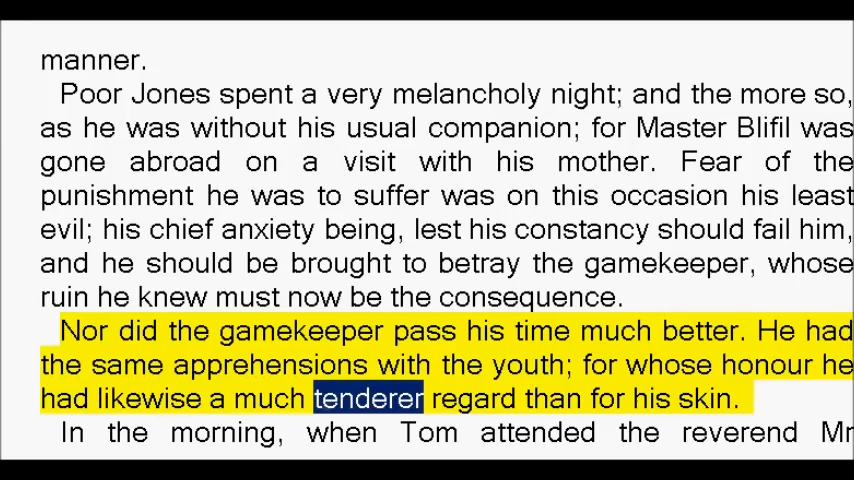 manner.
Poor Jones spent a very melancholy night; and the more so,
as he was without his usual companion; for Master Blifil was
gone abroad on a visit with his mother. Fear of the
punishment he was to suffer was on this occasion his least
evil; his chief anxiety being, lest his constancy should fail him,
and he should be brought to betray the gamekeeper, whose
ruin he knew must now be the consequence.
Nor did the gamekeeper pass his time much better. He had
the same apprehensions with the youth; for whose honour he
had likewise a much tenderer regard than for his skin.
In the morning, when Tom attended the reverend Mr